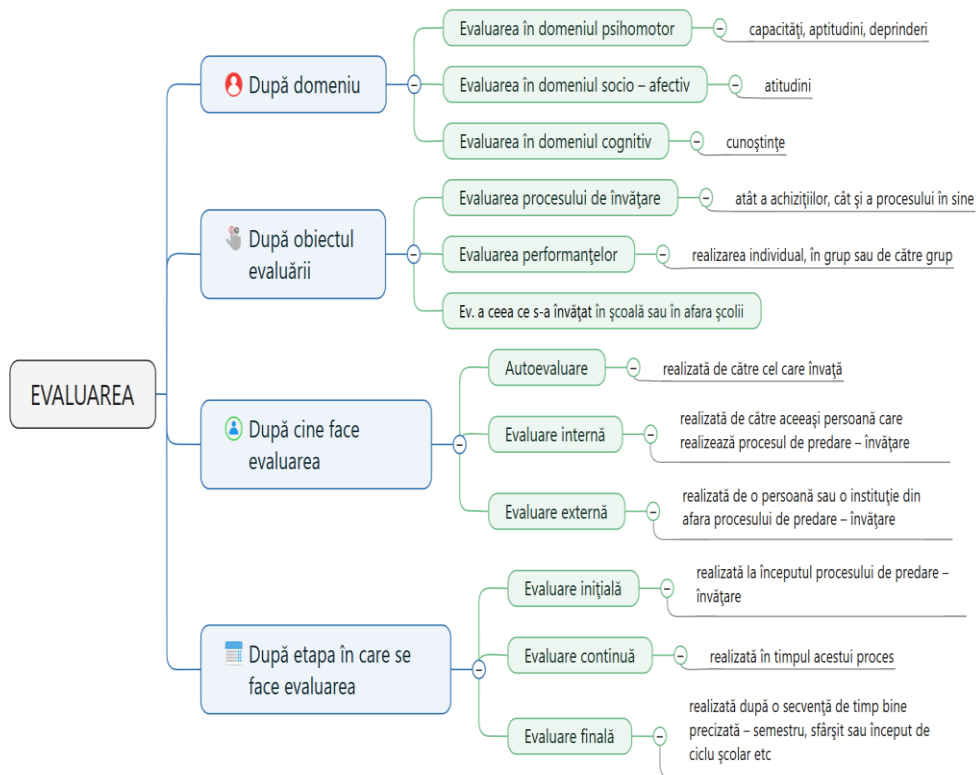 EVALUAREA
După domeniu
Evaluarea în domeniul psihomotor
capacităţi, aptitudini, deprinderi
Evaluarea în domeniul socio – afectiv
atitudini
Evaluarea în domeniul cognitiv
cunoştinţe
După obiectul
evaluării
Evaluarea procesului de învăţare
atât a achiziţiilor, cât şi a procesului în sine
Evaluarea performanţelor
realizarea individual, în grup sau de către grup
Ev. a ceea ce s-a învăţat în şcoală sau în afara şcolii
După cine face
evaluarea
Autoevaluare
realizată de către cel care învaţă
Evaluare internă
realizată de către aceeaşi persoană care
realizează procesul de predare – învăţare
Evaluare externă
realizată de o persoană sau o instituţie din
afara procesului de predare – învăţare
După etapa în care se
face evaluarea
Evaluare iniţială
realizată la începutul procesului de predare –
învăţare
Evaluare continuă
realizată în timpul acestui proces
Evaluare finală
realizată după o secvenţă de timp bine
precizată – semestru, sfârşit sau început de
ciclu şcolar etc